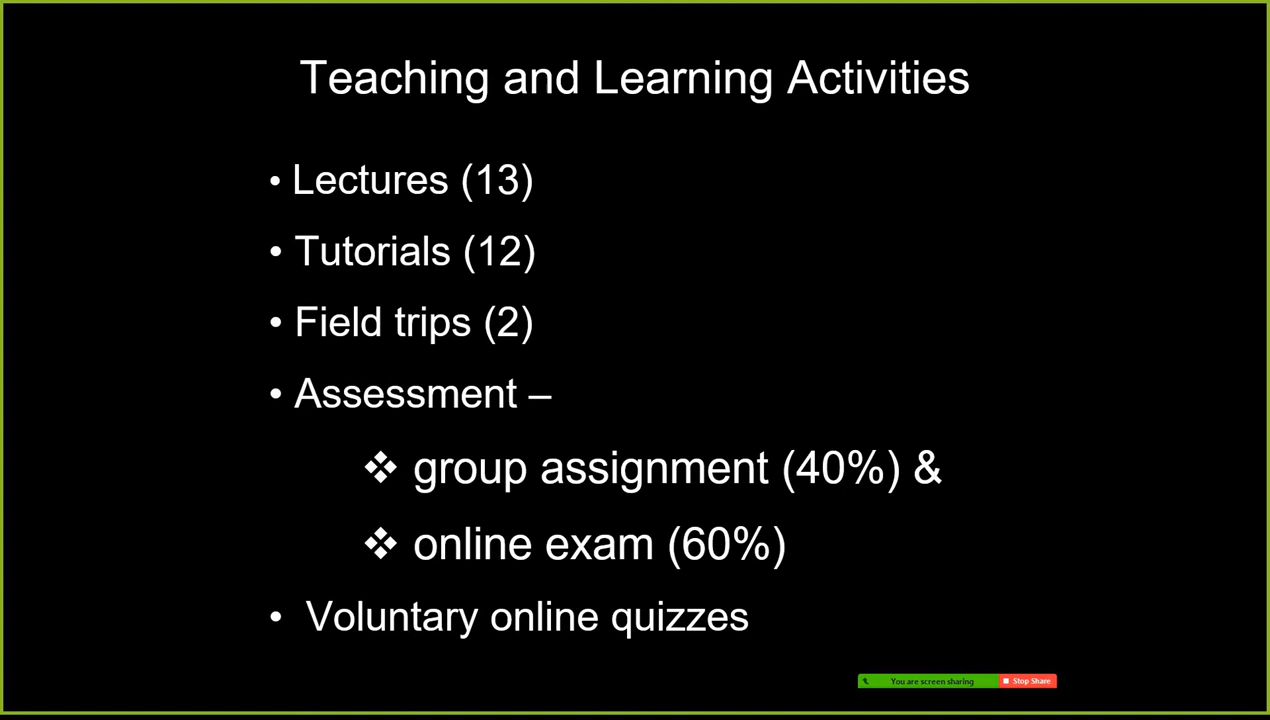 Teaching and Learning Activities
• Lectures (13)
• Tutorials (12)
• Field trips (2)
• Assessment –
❖ group assignment (40%) &
❖ online exam (60%)
• Voluntary online quizzes
You are screen sharing Stop Share